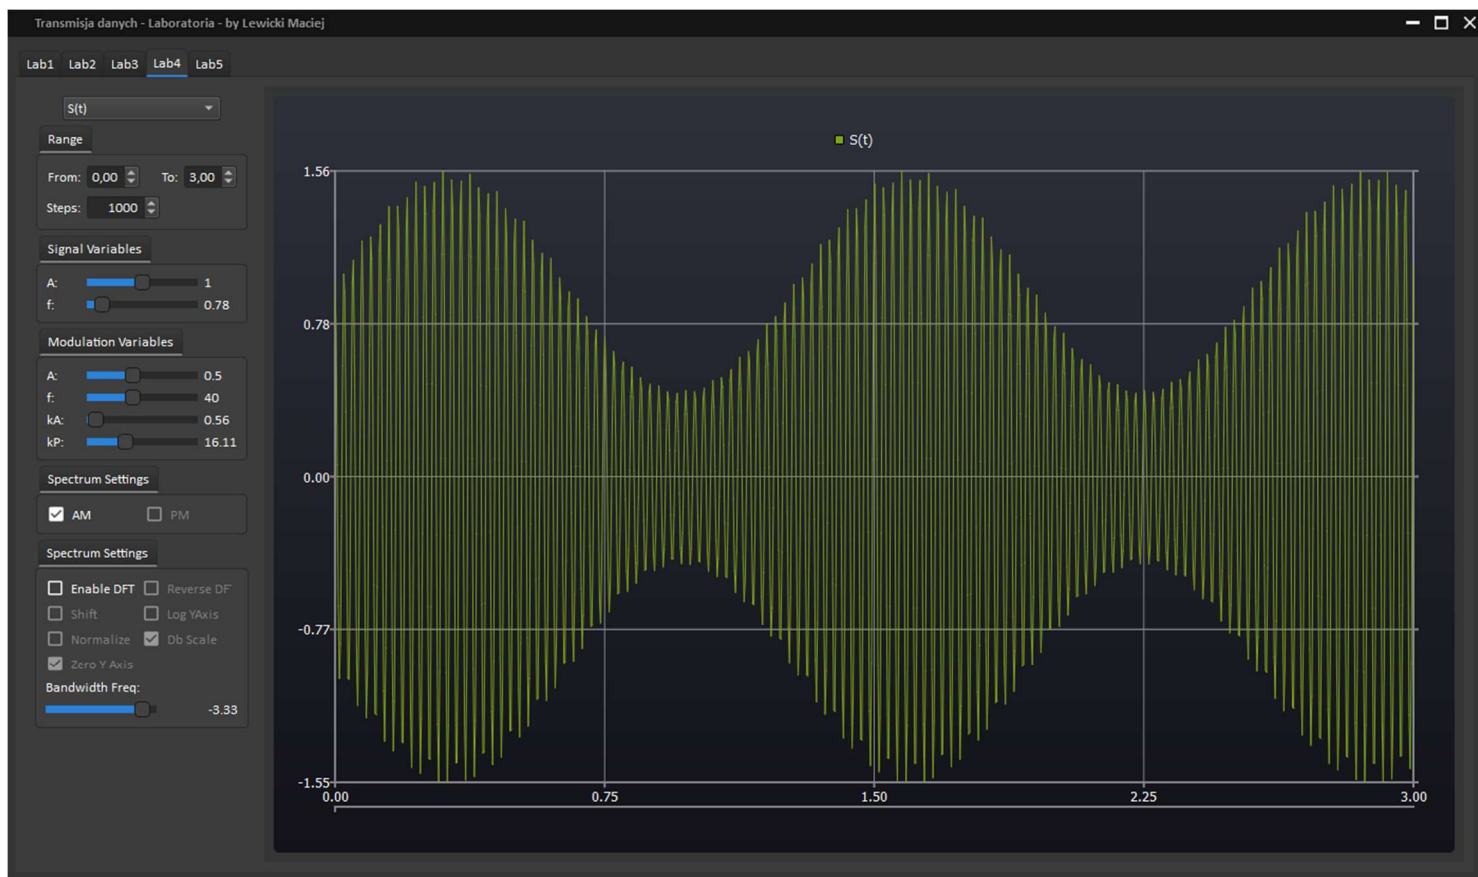 Transmisja danych - Laboratoria - by Lewicki Maciej
Lab1 Lab2 Lab3 Lab4 Lab5
S(t)
Range
From: 0,00 To: 3,00
Steps: 1000
Signal Variables
A: 1
f: 0.78
Modulation Variables
A: 0.5
f: 40
kA: 0.56
kP: 16.11
Spectrum Settings
AM PM
Spectrum Settings
Enable DFT Reverse DF
Shift Log YAxis
Normalize Db Scale
Zero Y Axis
Bandwidth Freq:
-3.33
S(t)
1.56
0.78
0.00
-0.77
-1.55
0.00 0.75 1.50 2.25 3.00